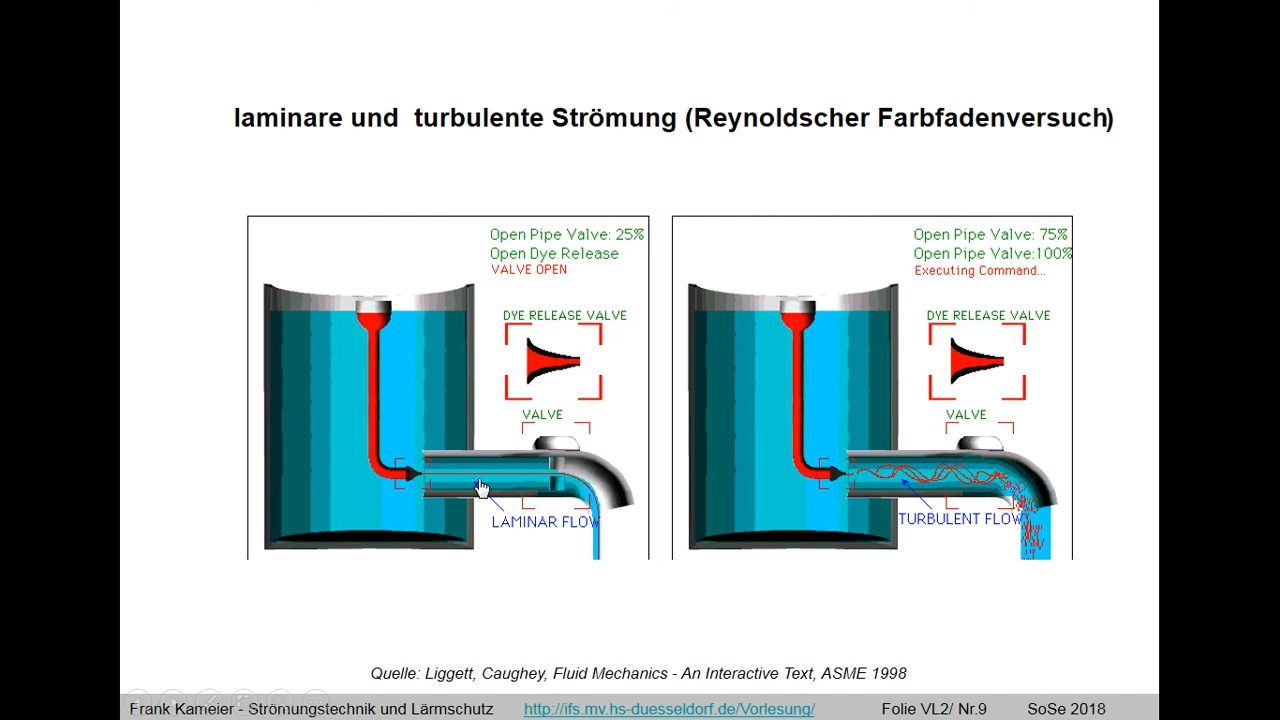 laminare und  turbulente Strömung (Reynoldscher Farbfadenversuch)
Open Pipe Valve: 25%
Open Dye Release
VALVE OPEN
DYE RELEASE VALVE
VALVE
LAMINAR FLOW
Open Pipe Valve: 75%
Open Pipe Valve:100%
Executing Command...
DYE RELEASE VALVE
VALVE
TURBULENT FLOW
Quelle: Liggett, Caughey, Fluid Mechanics - An Interactive Text, ASME 1998
Frank Kameier - Strömungstechnik und Lärmschutz http://ifs.mv.hs-duesseldorf.de/Vorlesung/ Folie VL2/ Nr.9 SoSe 2018